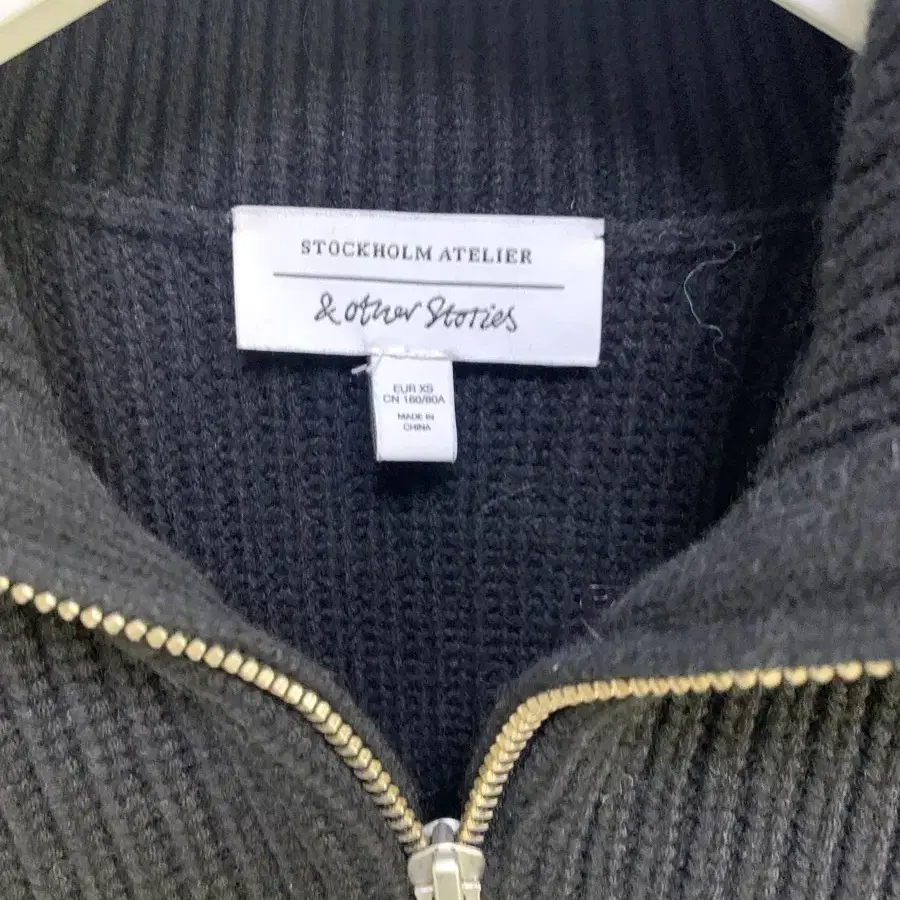 STOCKHOLM ATELIER
& other Stories
EUR XS
CN 160/80A
MADE IN
CHINA